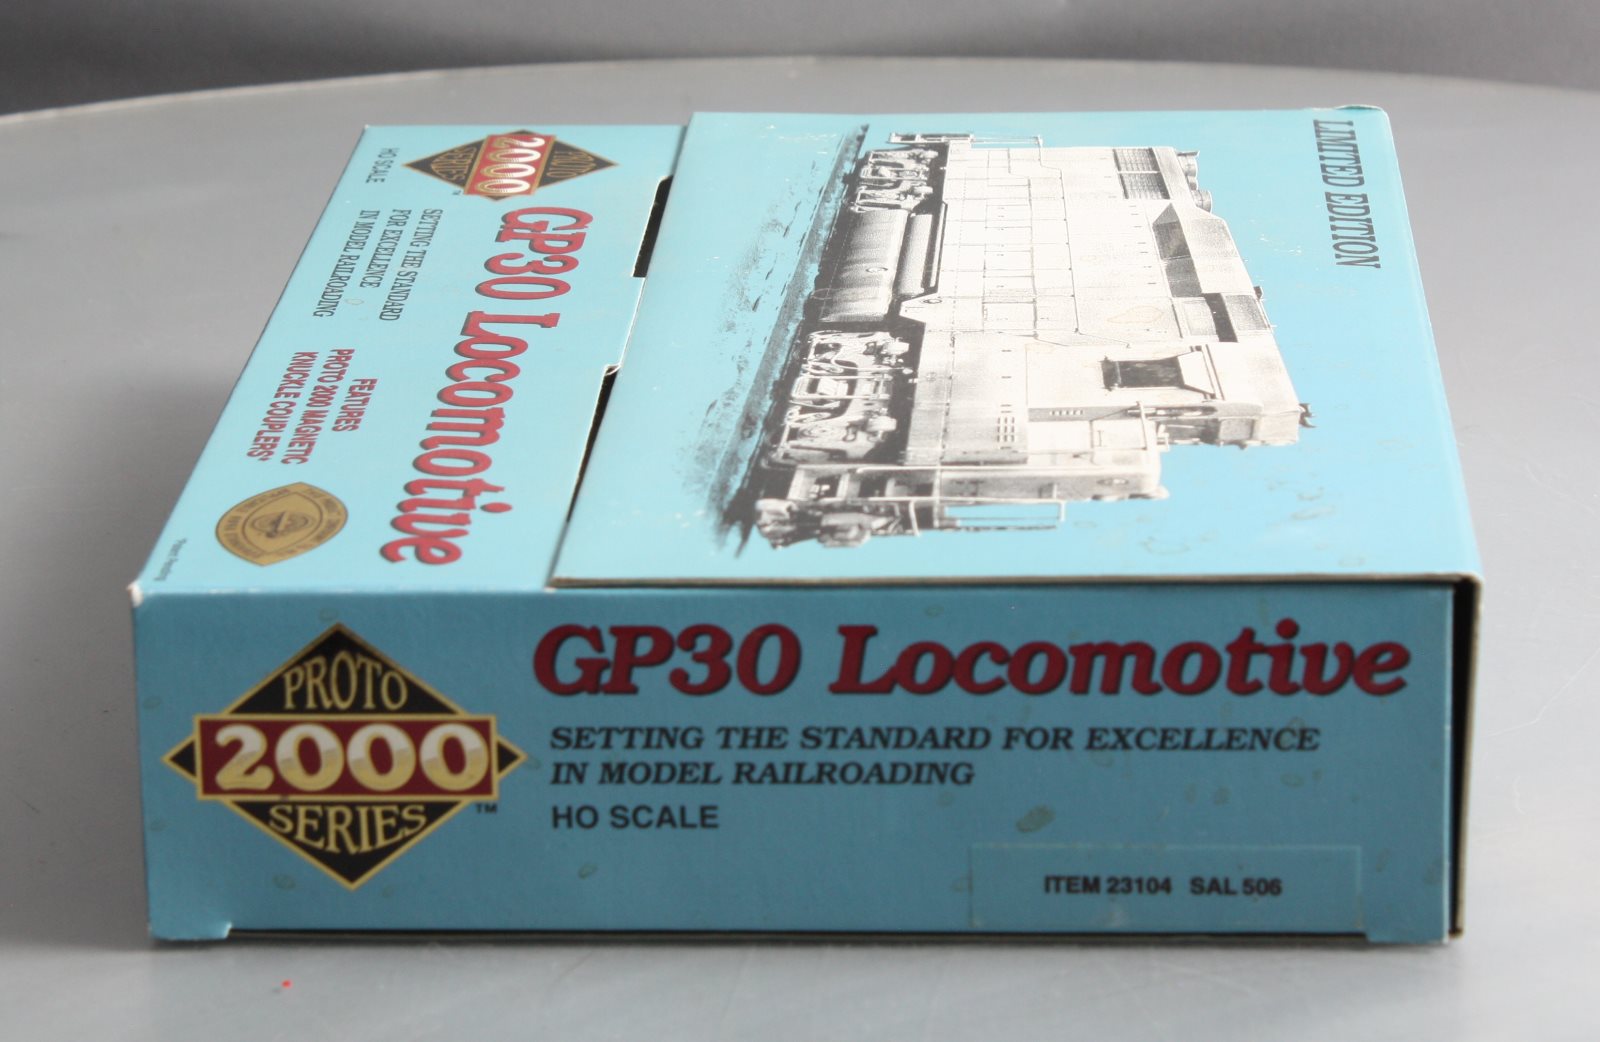 LIMITED EDITION
PROTO
2000
SERIES
TM
HO SCALE
GP30 Locomotive
SETTING THE STANDARD
FOR EXCELLENCE
IN MODEL RAILROADING
FEATURES
PROTO 2000 MAGNETIC
KNUCKLE COUPLERS*
PROTO
2000
SERIES
TM
GP30 Locomotive
SETTING THE STANDARD FOR EXCELLENCE
IN MODEL RAILROADING
HO SCALE
ITEM 23104 SAL 506